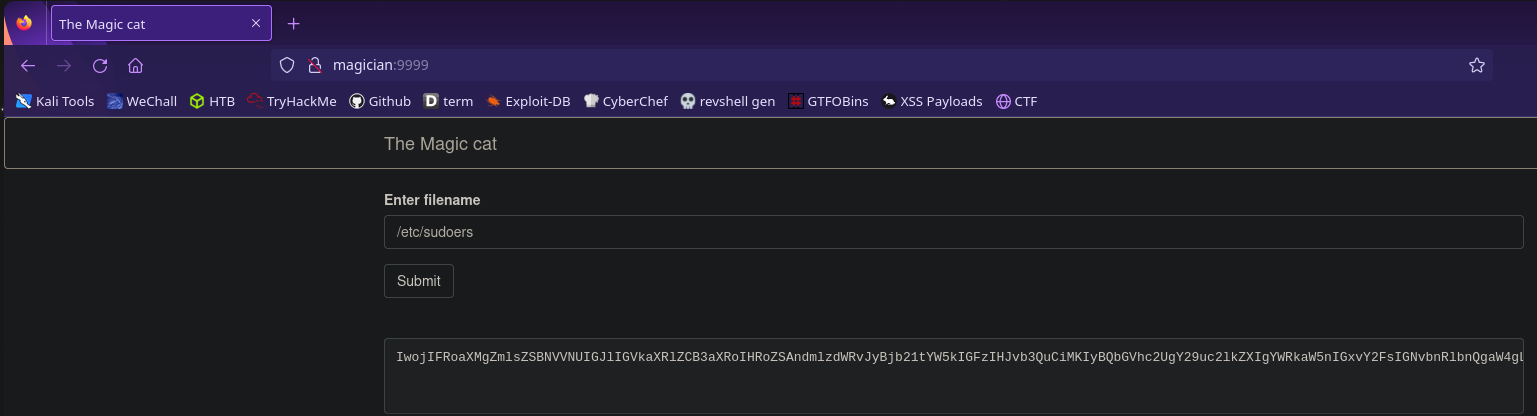 The Magic cat
magician:9999
Kali Tools WeChall HTB TryHackMe Github term Exploit-DB CyberChef revshell gen GTFOBins XSS Payloads CTF
The Magic cat
Enter filename
/etc/sudoers
Submit
IwojIFRoaXMgZmlsZSBNVVNUIGJlIGVkaXRlZCB3aXRoIHRoZSAndmlzdWRvJyBjb21tYW5kIGFzIHJvb3QuCiMKIyBQbGVhc2UgY29uc2lkZXIgYWRkaW5nIGxvY2FsIGNvbnRlbnQgaW4g